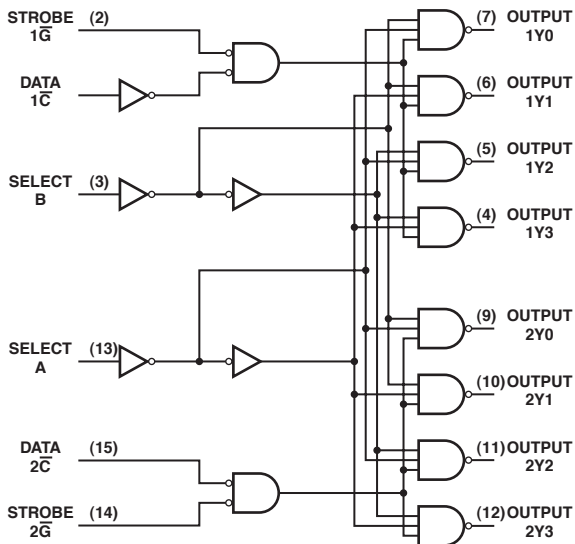 STROBE (2)
1G̅
DATA
1C̅
SELECT (3)
B
SELECT (13)
A
DATA (15)
2C̅
STROBE (14)
2G̅
(7) OUTPUT
1Y0
(6) OUTPUT
1Y1
(5) OUTPUT
1Y2
(4) OUTPUT
1Y3
(9) OUTPUT
2Y0
(10) OUTPUT
2Y1
(11) OUTPUT
2Y2
(12) OUTPUT
2Y3